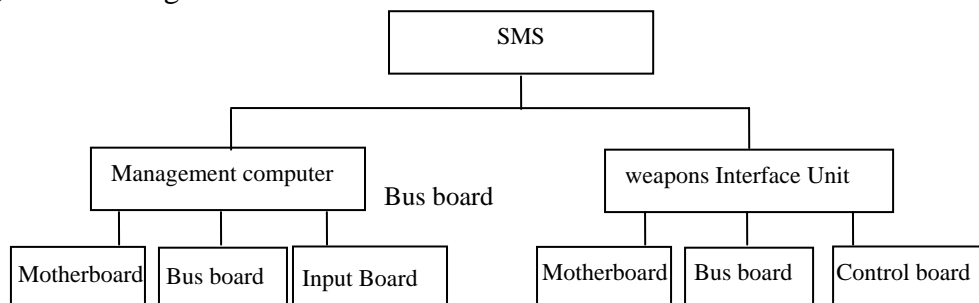 SMS
Management computer
weapons Interface Unit
Bus board
Motherboard
Bus board
Input Board
Motherboard
Bus board
Control board